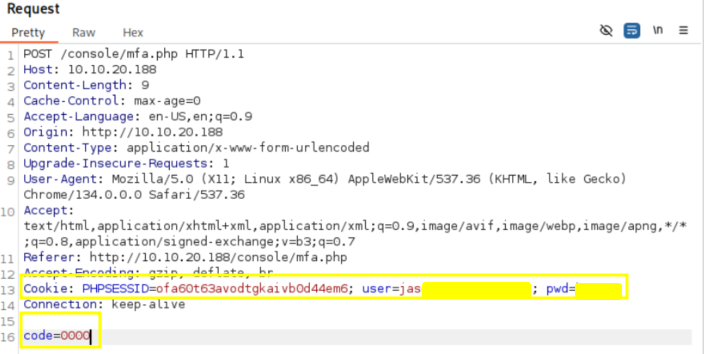 Request
Pretty Raw Hex
\n
1 POST /console/mfa.php HTTP/1.1
2 Host: 10.10.20.188
3 Content-Length: 9
4 Cache-Control: max-age=0
5 Accept-Language: en-US,en;q=0.9
6 Origin: http://10.10.20.188
7 Content-Type: application/x-www-form-urlencoded
8 Upgrade-Insecure-Requests: 1
9 User-Agent: Mozilla/5.0 (X11; Linux x86_64) AppleWebKit/537.36 (KHTML, like Gecko)
Chrome/134.0.0.0 Safari/537.36
10 Accept:
text/html,application/xhtml+xml,application/xml;q=0.9,image/avif,image/webp,image/apng,*/*
;q=0.8,application/signed-exchange;v=b3;q=0.7
11 Referer: http://10.10.20.188/console/mfa.php
12 Accept-Encoding: gzip, deflate, br
13 Cookie: PHPSESSID=ofa60t63avodtgkaivb0d44em6; user=jas ; pwd=
14 Connection: keep-alive
15
16 code=0000